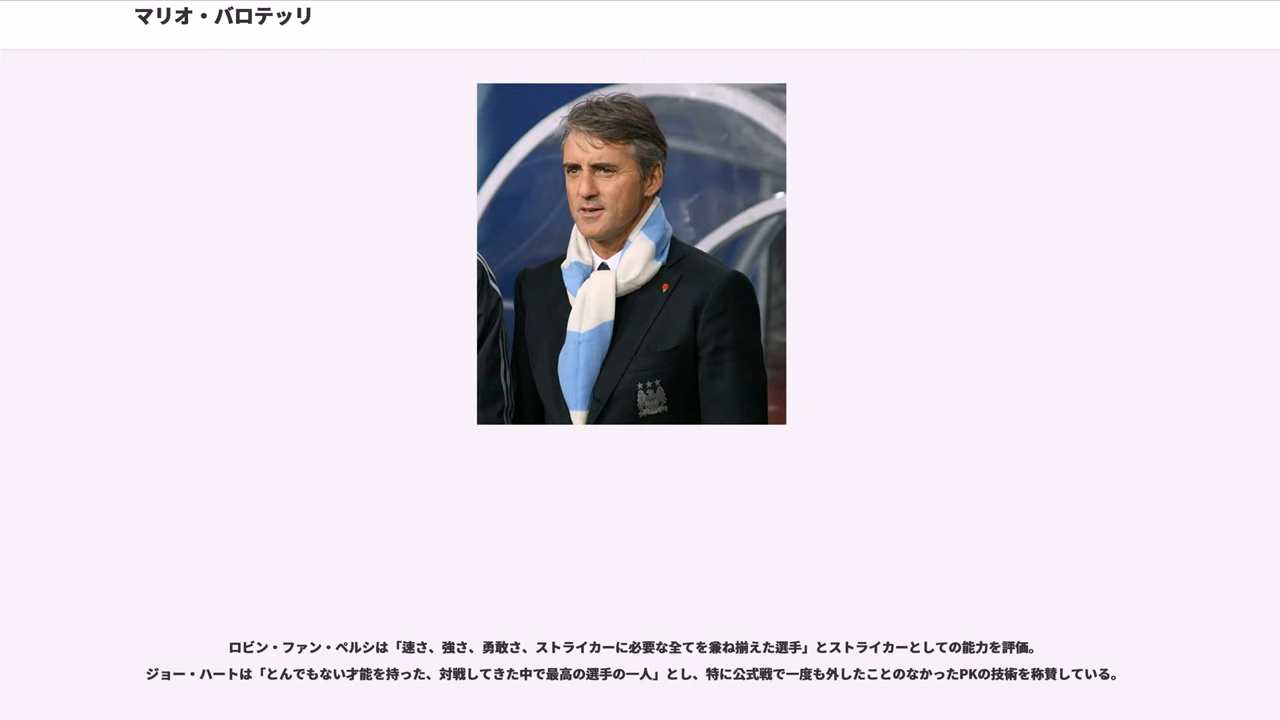 マリオ・バロテッリ
ロビン・ファン・ペルシは「速さ、強さ、勇敢さ、ストライカーに必要な全てを兼ね揃えた選手」とストライカーとしての能力を評価。
ジョー・ハートは「とんでもない才能を持った、対戦してきた中で最高の選手の一人」とし、特に公式戦で一度も外したことのなかったPKの技術を称賛している。